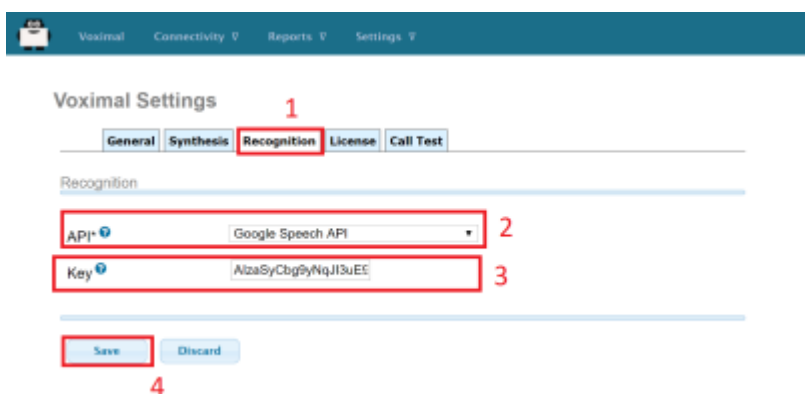 Voximal Connectivity ∇ Reports ∇ Settings ∇
Voximal Settings
1
General Synthesis Recognition License Call Test
Recognition
API* ? Google Speech API ▾ 2
Key ? 3
Save Discard
4